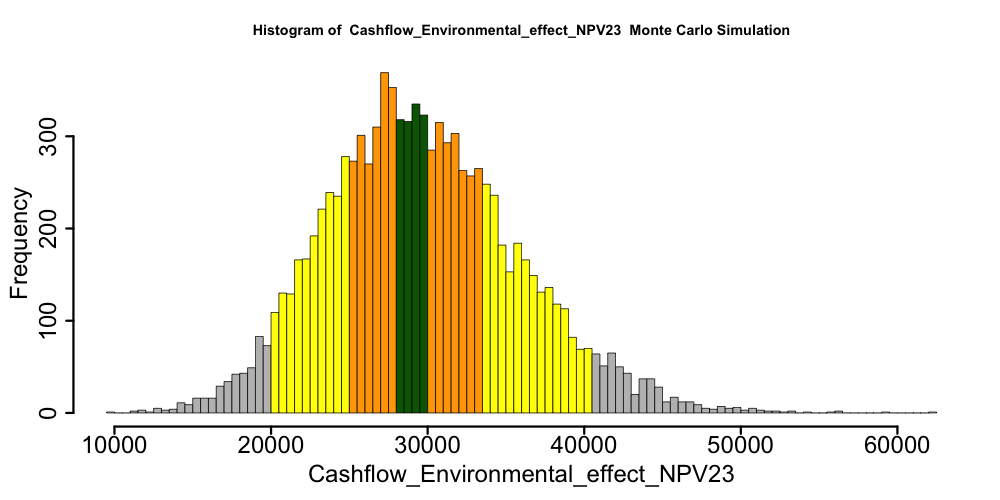 Histogram of  Cashflow_Environmental_effect_NPV23  Monte Carlo Simulation
Frequency
300
200
100
0
10000 20000 30000 40000 50000 60000
Cashflow_Environmental_effect_NPV23